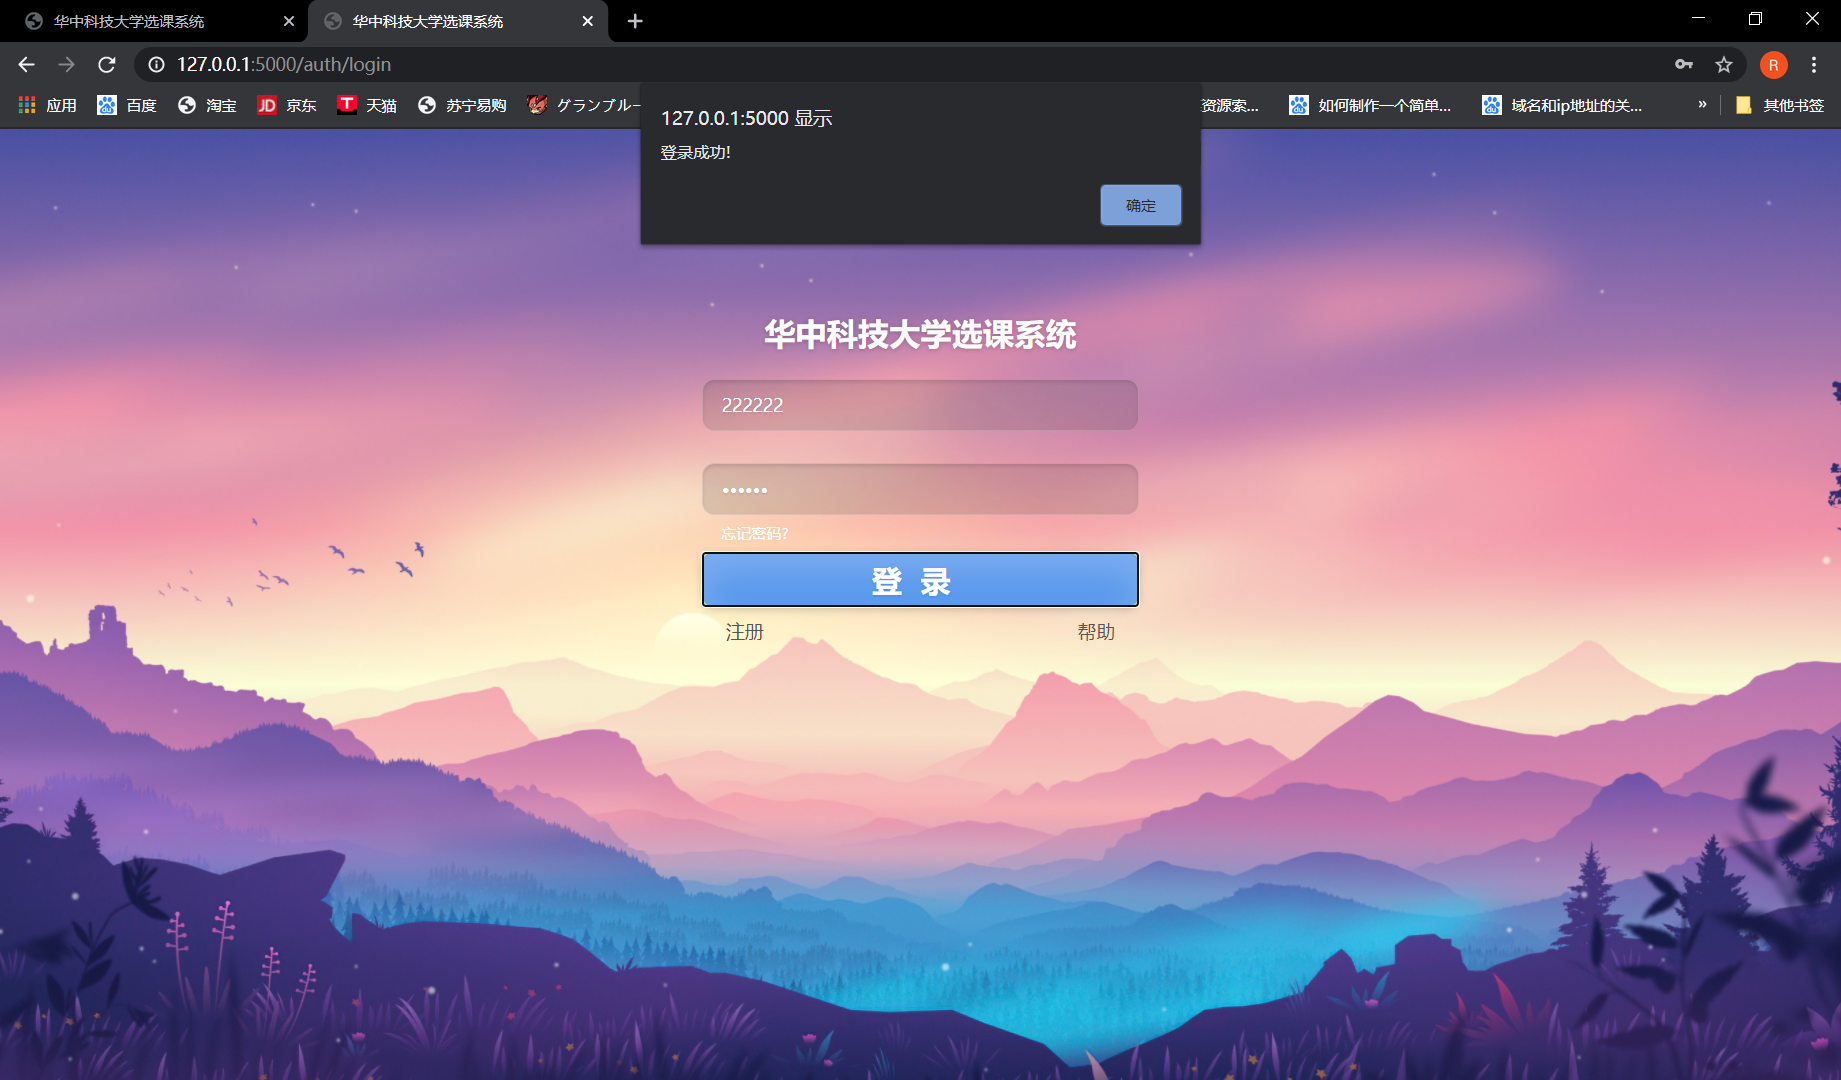 华中科技大学选课系统
华中科技大学选课系统
127.0.0.1:5000/auth/login
R
应用
百度
淘宝
JD 京东
T 天猫
苏宁易购
グランブルー
资源索...
如何制作一个简单...
域名和ip地址的关...
»
其他书签
127.0.0.1:5000 显示
登录成功!
确定
华中科技大学选课系统
222222
••••••
忘记密码?
登 录
注册
帮助